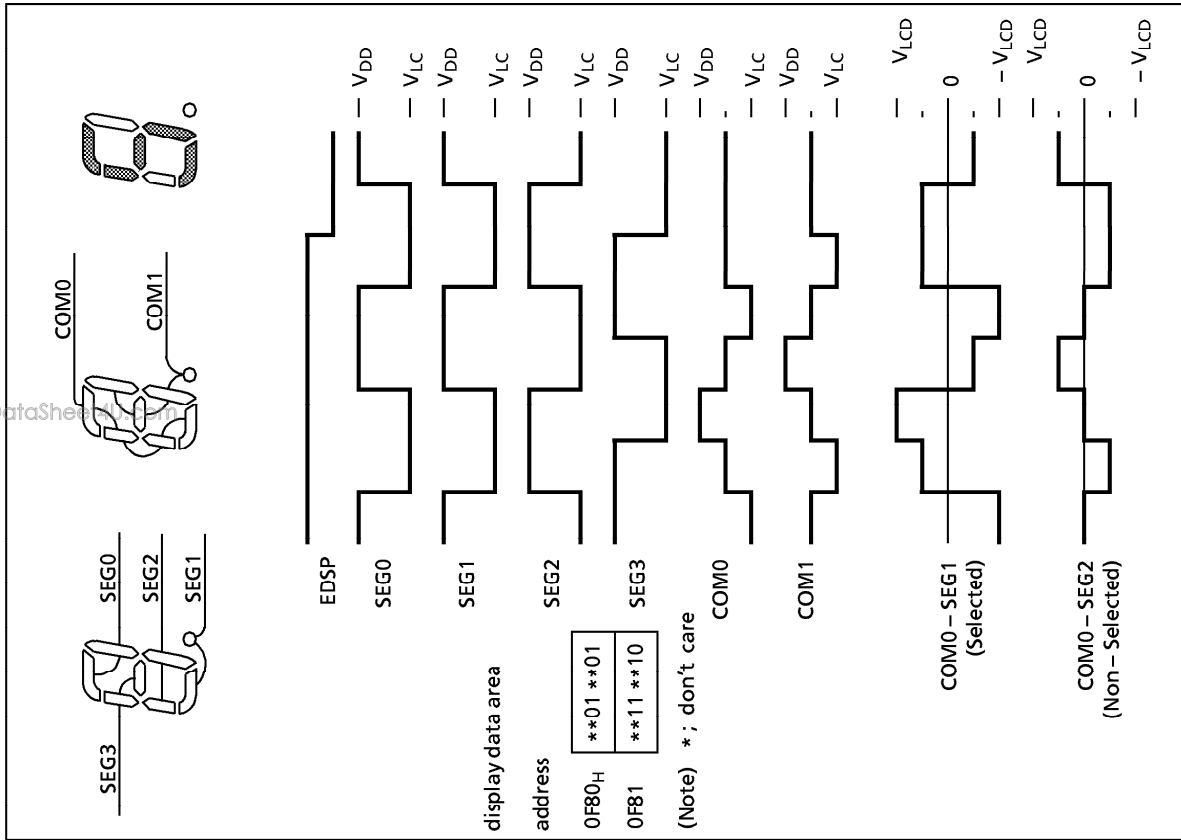 SEG3
SEG0
SEG2
SEG1
COM0
COM1
DataSheet4U.com
display data area
address
0F80H **01 **01
0F81 **11 **10
(Note) * ; don't care
EDSP
SEG0
VDD
VLC
SEG1
VDD
VLC
SEG2
VDD
VLC
SEG3
VDD
VLC
COM0
VDD
VLC
COM1
VDD
VLC
COM0 – SEG1
(Selected)
VLCD
0
– VLCD
COM0 – SEG2
(Non – Selected)
VLCD
0
– VLCD